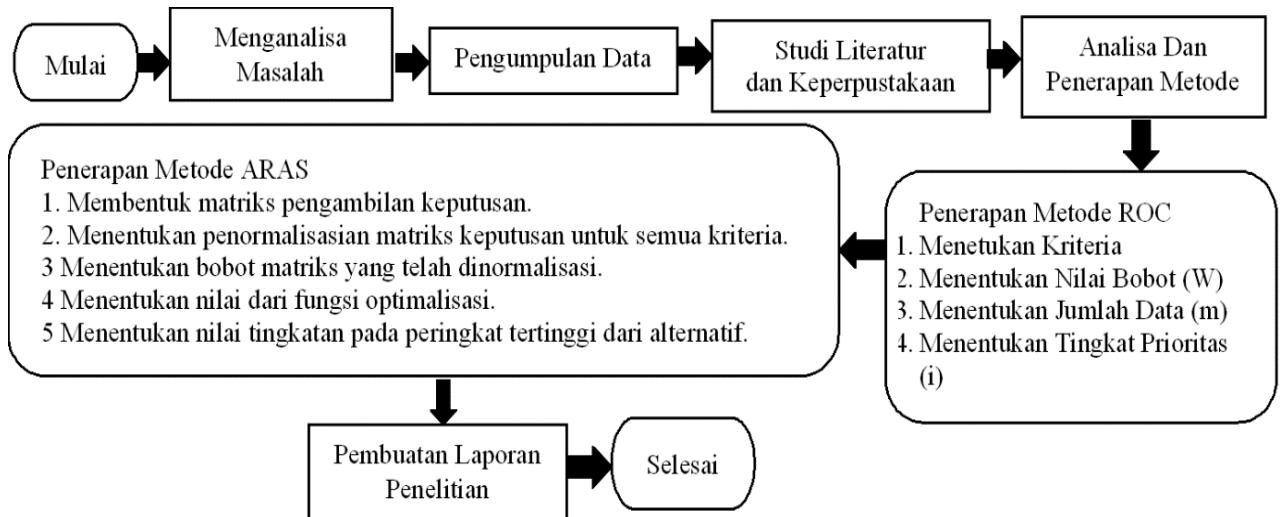 Mulai
Menganalisa
Masalah
Pengumpulan Data
Studi Literatur
dan Keperpustakaan
Analisa Dan
Penerapan Metode
Penerapan Metode ROC
1. Menetukan Kriteria
2. Menentukan Nilai Bobot (W)
3. Menentukan Jumlah Data (m)
4. Menentukan Tingkat Prioritas
(i)
Penerapan Metode ARAS
1. Membentuk matriks pengambilan keputusan.
2. Menentukan penormalisasian matriks keputusan untuk semua kriteria.
3 Menentukan bobot matriks yang telah dinormalisasi.
4 Menentukan nilai dari fungsi optimalisasi.
5 Menentukan nilai tingkatan pada peringkat tertinggi dari alternatif.
Pembuatan Laporan
Penelitian
Selesai